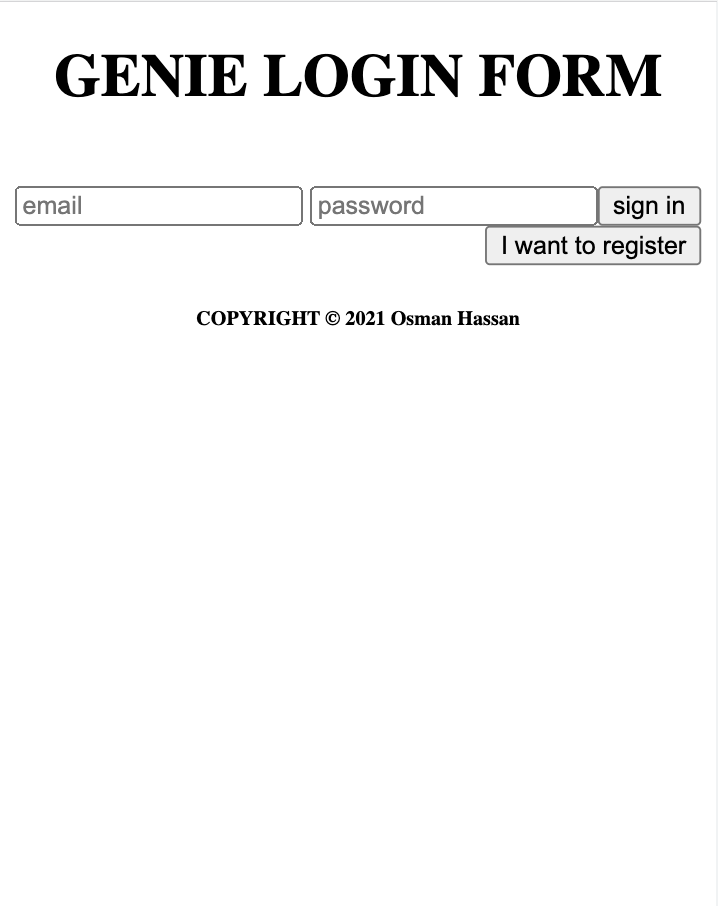 GENIE LOGIN FORM
email password sign in
I want to register
COPYRIGHT © 2021 Osman Hassan